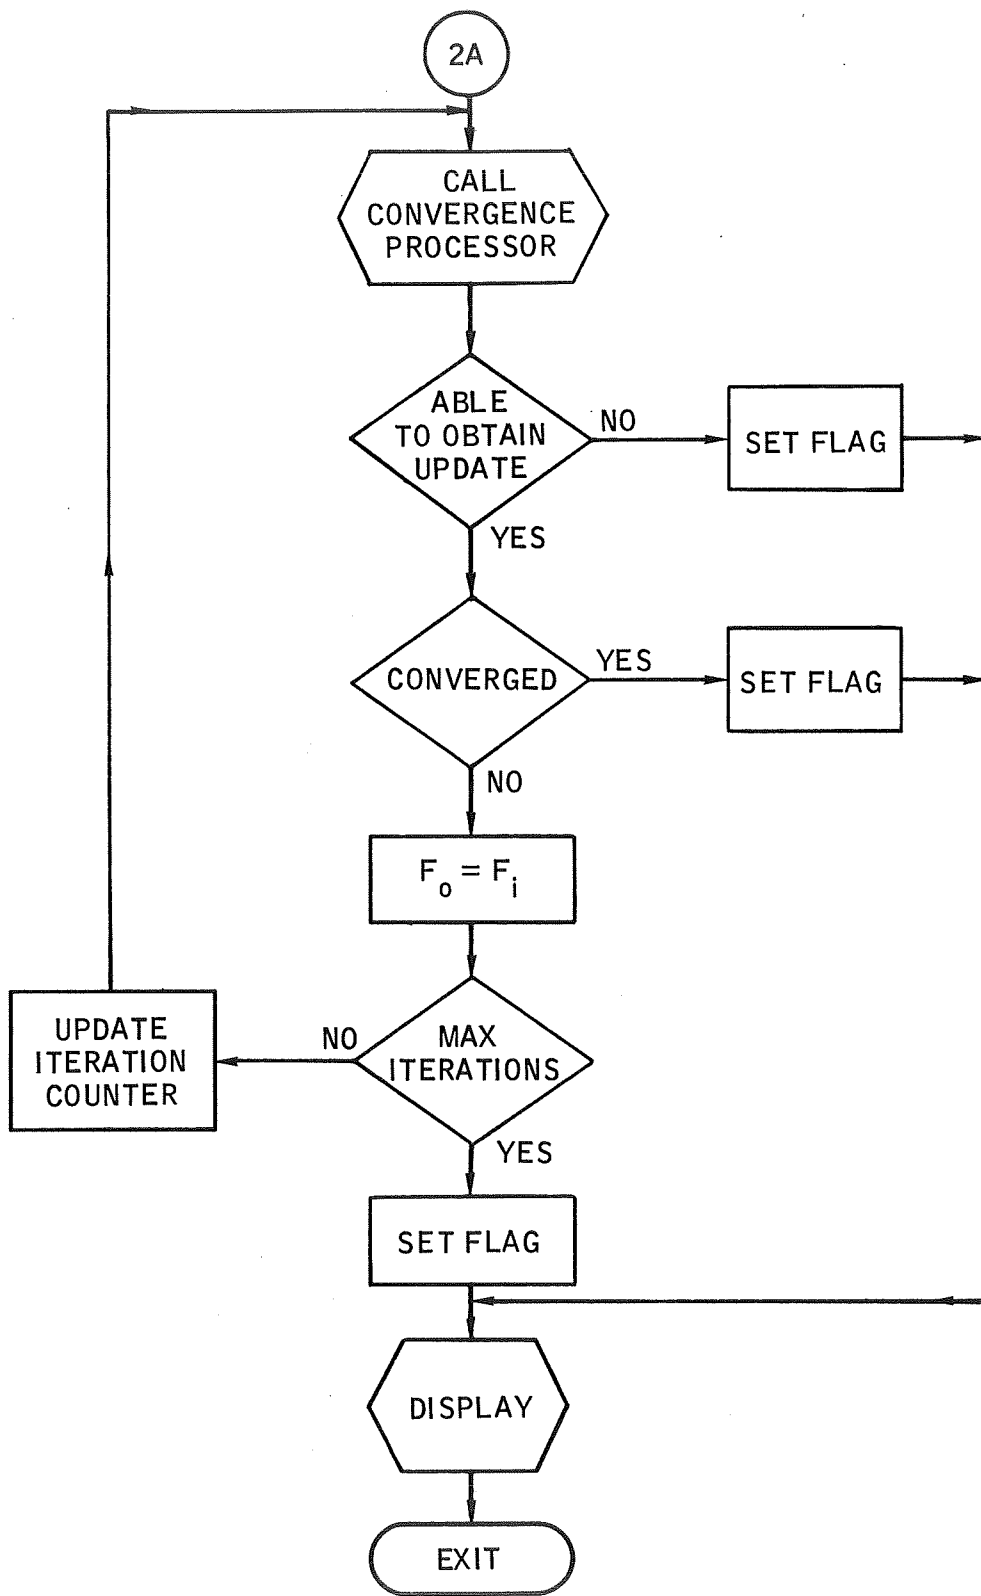 2A
CALL
CONVERGENCE
PROCESSOR
ABLE
TO OBTAIN
UPDATE
NO
SET FLAG
YES
CONVERGED
YES
SET FLAG
NO
F_o = F_i
MAX
ITERATIONS
NO
UPDATE
ITERATION
COUNTER
YES
SET FLAG
DISPLAY
EXIT